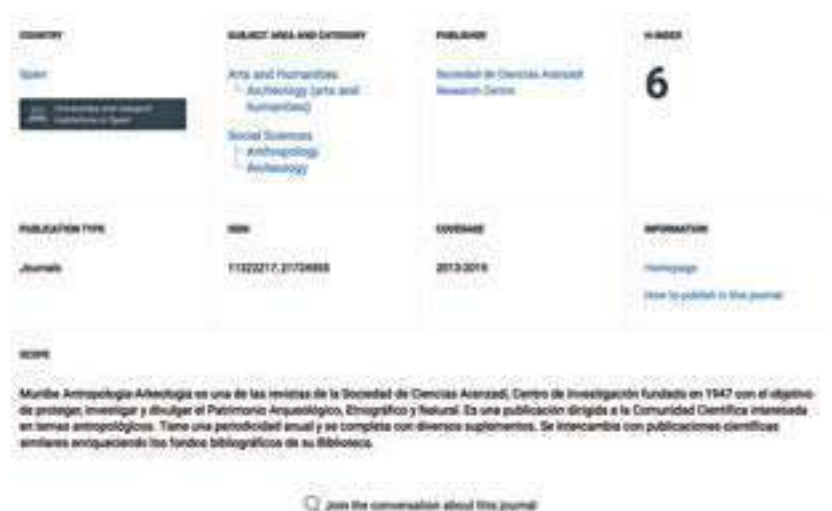 COUNTRY
SUBJECT AREA AND CATEGORY
PUBLISHER
H-INDEX
Spain
Universities and research
institutions in Spain
Arts and Humanities
Archeology (arts and
humanities)
Social Sciences
Anthropology
Archeology
Sociedad de Ciencias Aranzadi
Research Centre
6
PUBLICATION TYPE
ISSN
COVERAGE
INFORMATION
Journals
11322217,
2013-2019
Homepage
How to publish in this journal
SCOPE
Munibe Antropologia-Arkeologia es una de las revistas de la Sociedad de Ciencias Aranzadi, Centro de Investigación fundado en 1947 con el objetivo
de proteger, investigar y divulgar el Patrimonio Arqueológico, Etnográfico y Natural. Es una publicación dirigida a la Comunidad Científica interesada
en temas antropológicos. Tiene una periodicidad anual y se completa con diversos suplementos. Se intercambia con publicaciones científicas
similares enriqueciendo los fondos bibliográficos de su Biblioteca.
Join the conversation about this journal